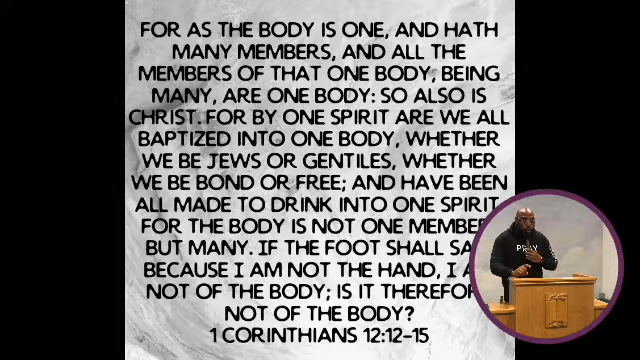 FOR AS THE BODY IS ONE, AND HATH
MANY MEMBERS, AND ALL THE
MEMBERS OF THAT ONE BODY, BEING
MANY, ARE ONE BODY: SO ALSO IS
CHRIST. FOR BY ONE SPIRIT ARE WE ALL
BAPTIZED INTO ONE BODY, WHETHER
WE BE JEWS OR GENTILES, WHETHER
WE BE BOND OR FREE; AND HAVE BEEN
ALL MADE TO DRINK INTO ONE SPIRIT.
FOR THE BODY IS NOT ONE MEMBE
BUT MANY. IF THE FOOT SHALL SA
BECAUSE I AM NOT THE HAND, I A
NOT OF THE BODY; IS IT THEREFOR
NOT OF THE BODY?
1 CORINTHIANS 12:12-15
PRAY